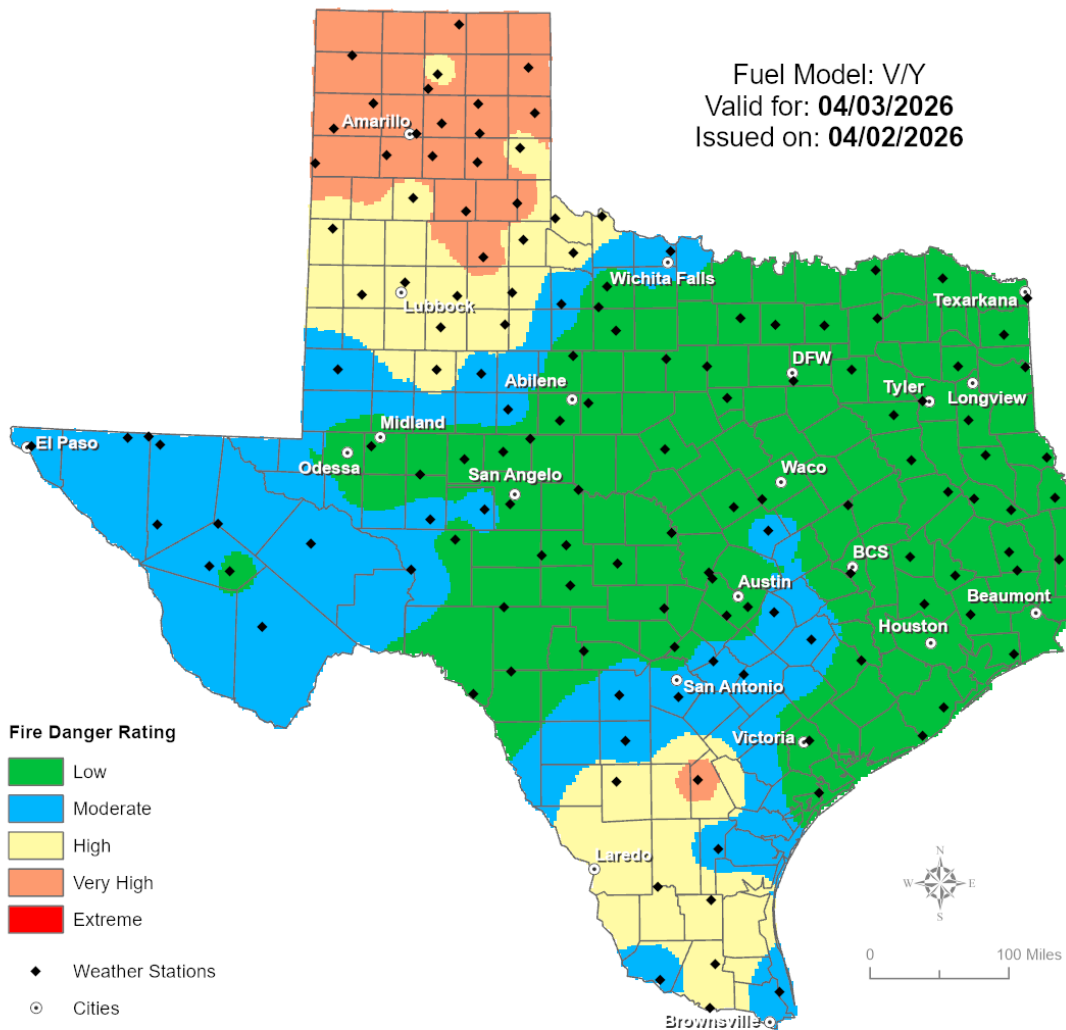 Fuel Model: V/Y
Valid for: 04/03/2026
Issued on: 04/02/2026
Amarillo
Wichita Falls
Lubbock
Texarkana
DFW
Abilene
Tyler
Longview
Midland
El Paso
Odessa
San Angelo
Waco
BCS
Austin
Beaumont
Houston
San Antonio
Victoria
Laredo
Brownsville
Fire Danger Rating
Low
Moderate
High
Very High
Extreme
Weather Stations
Cities
N
W E
S
0 100 Miles